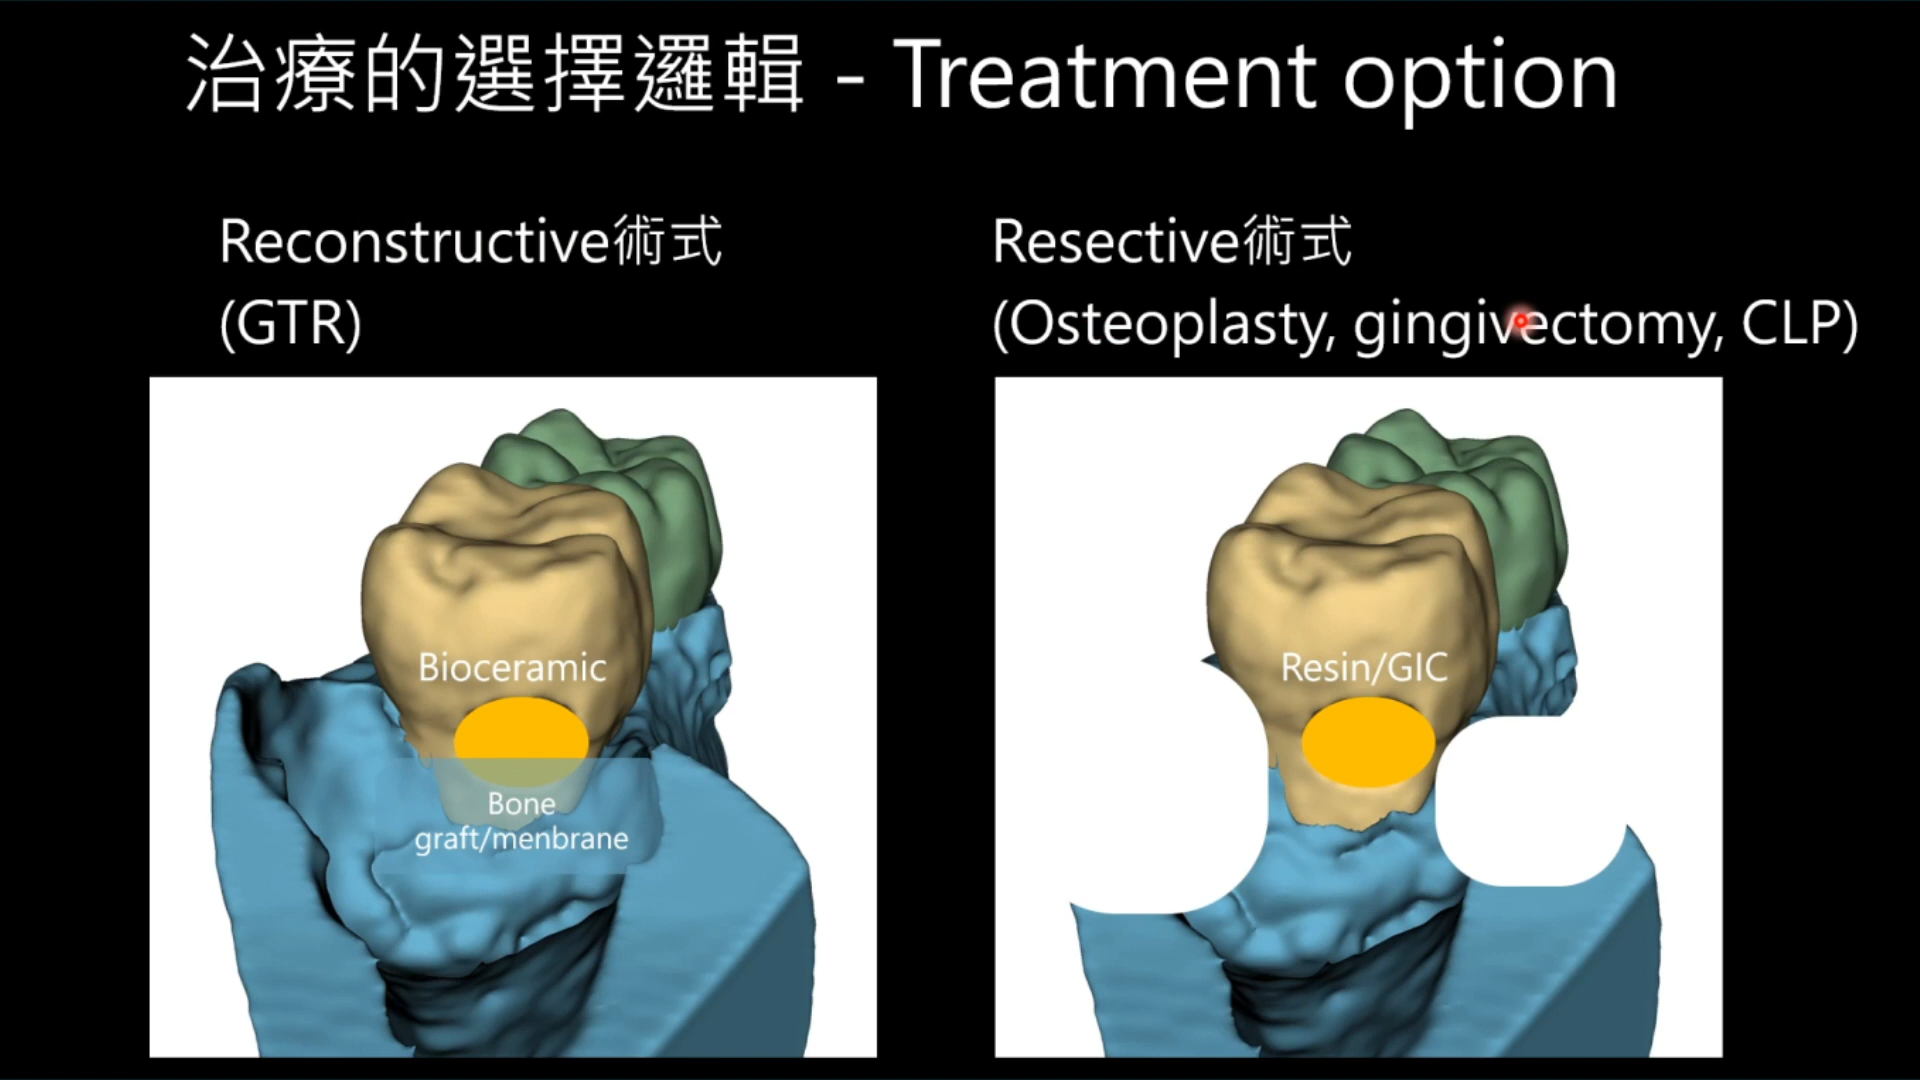 治療的選擇邏輯 - Treatment option
Reconstructive術式
(GTR)
Resective術式
(Osteoplasty, gingivectomy, CLP)
Bioceramic
Bone
graft/menbrane
Resin/GIC